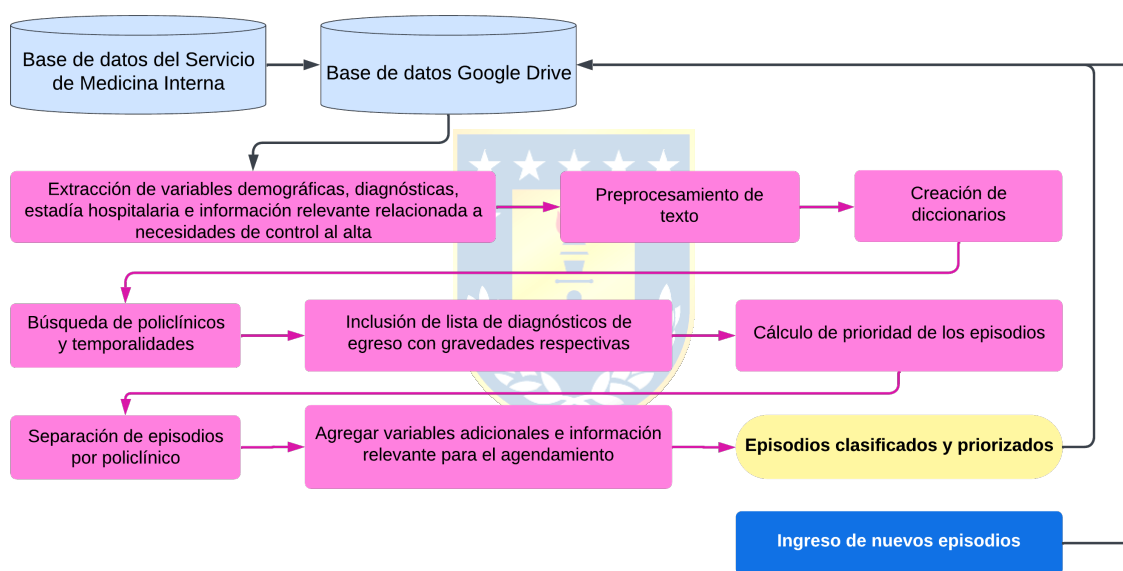 Base de datos del Servicio
de Medicina Interna
Base de datos Google Drive
Extracción de variables demográficas, diagnósticas,
estadía hospitalaria e información relevante relacionada a
necesidades de control al alta
Preprocesamiento de
texto
Creación de
diccionarios
Búsqueda de policlínicos
y temporalidades
Inclusión de lista de diagnósticos de
egreso con gravedades respectivas
Cálculo de prioridad de los episodios
Separación de episodios
por policlínico
Agregar variables adicionales e información
relevante para el agendamiento
Episodios clasificados y priorizados
Ingreso de nuevos episodios